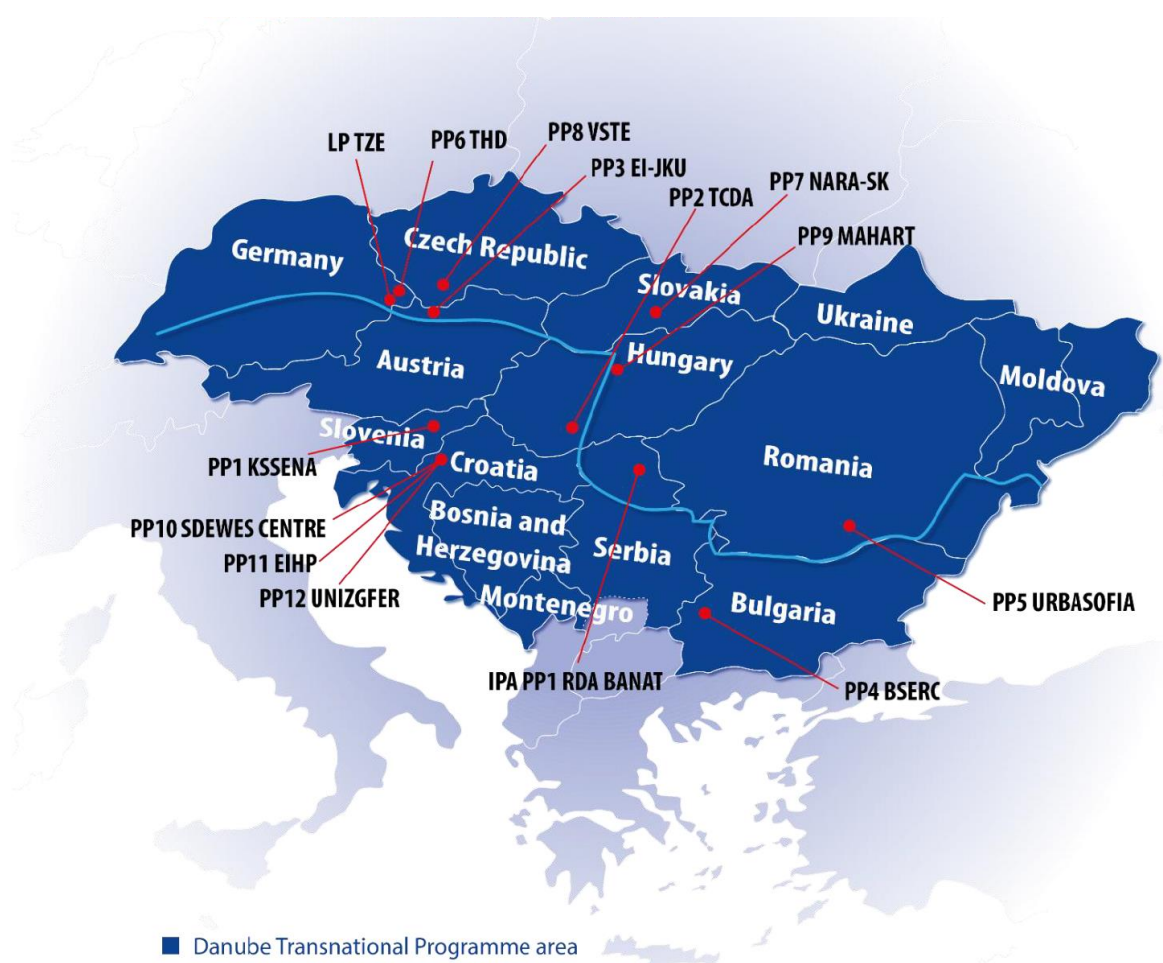 LP TZE
PP6 THD
PP8 VSTE
PP3 EI-JKU
PP2 TCDA
PP7 NARA-SK
PP9 MAHART
Germany
Czech Republic
Slovakia
Ukraine
Austria
Hungary
Moldova
Slovenia
Croatia
Romania
PP1 KSSENA
PP10 SDEWES CENTRE
PP11 EIHP
PP12 UNIZGFER
Bosnia and
Herzegovina
Serbia
Montenegro
Bulgaria
PP5 URBASOFIA
IPA PP1 RDA BANAT
PP4 BSERC
Danube Transnational Programme area